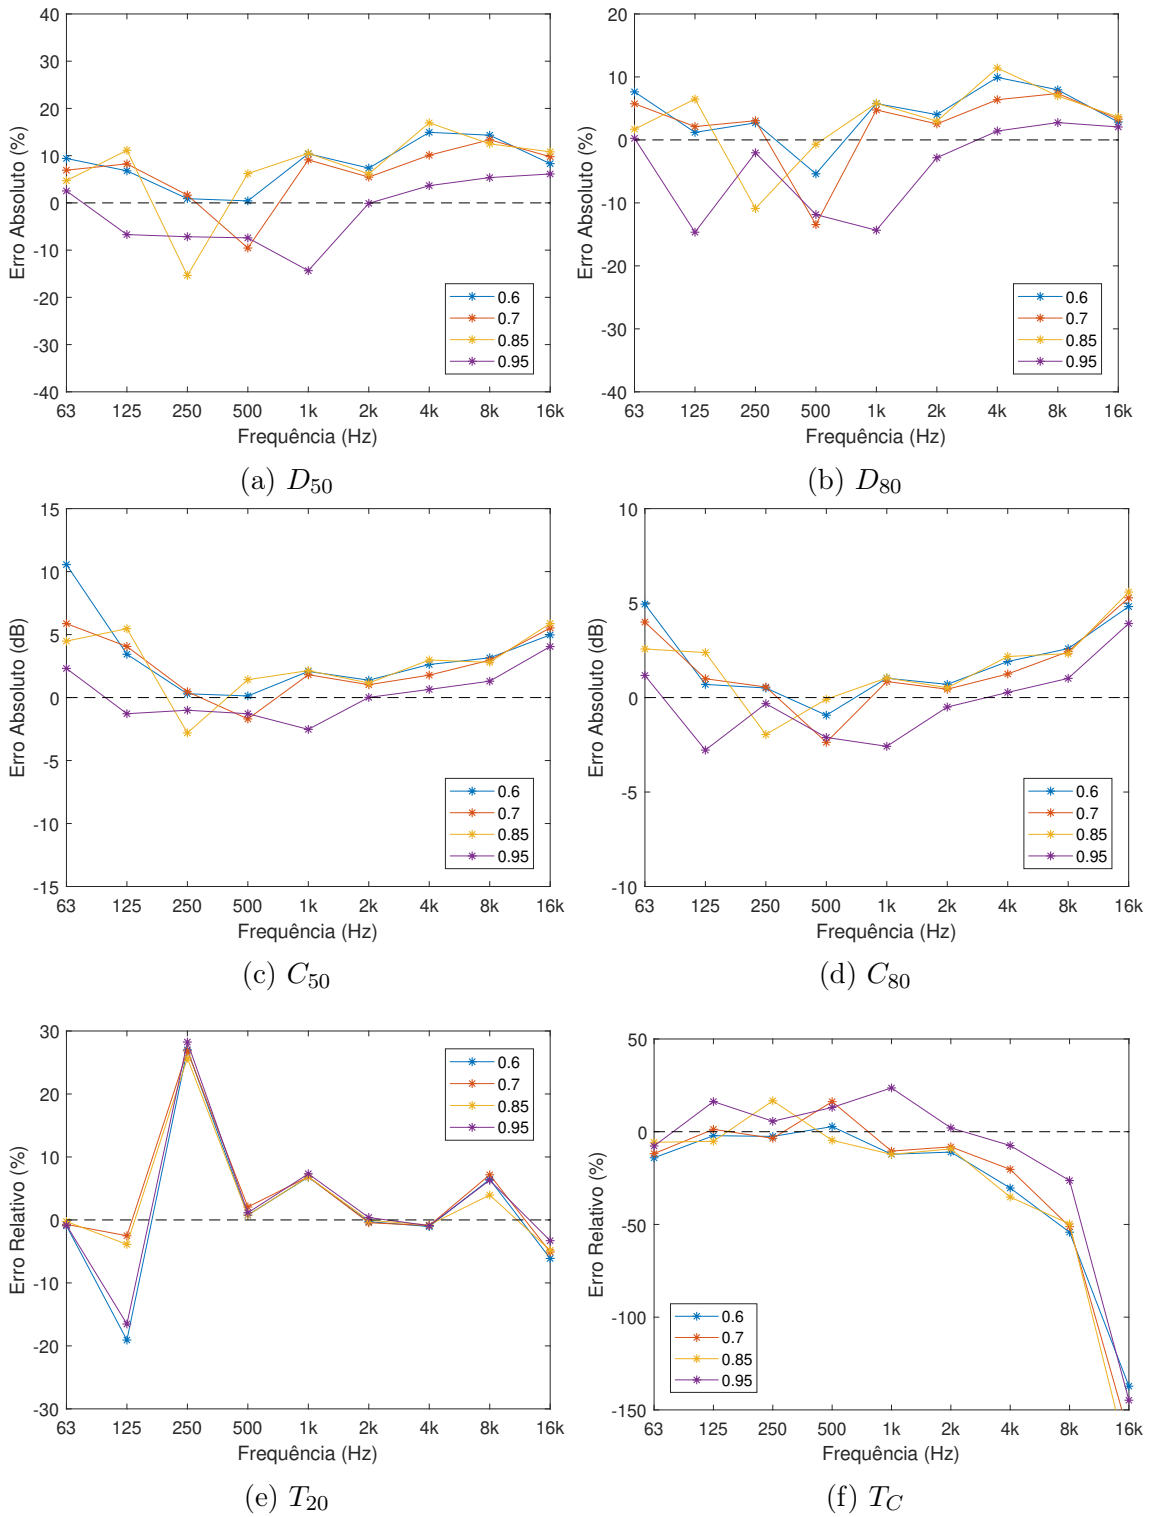 40
30
20
10
0
-10
-20
-30
-40
Erro Absoluto (%)
0.6
0.7
0.85
0.95
63 125 250 500 1k 2k 4k 8k 16k
Frequência (Hz)
(a) D50
20
10
0
-10
-20
-30
-40
Erro Absoluto (%)
0.6
0.7
0.85
0.95
63 125 250 500 1k 2k 4k 8k 16k
Frequência (Hz)
(b) D80
15
10
5
0
-5
-10
-15
Erro Absoluto (dB)
0.6
0.7
0.85
0.95
63 125 250 500 1k 2k 4k 8k 16k
Frequência (Hz)
(c) C50
10
5
0
-5
-10
Erro Absoluto (dB)
0.6
0.7
0.85
0.95
63 125 250 500 1k 2k 4k 8k 16k
Frequência (Hz)
(d) C80
30
20
10
0
-10
-20
-30
Erro Relativo (%)
0.6
0.7
0.85
0.95
63 125 250 500 1k 2k 4k 8k 16k
Frequência (Hz)
(e) T20
50
0
-50
-100
-150
Erro Relativo (%)
0.6
0.7
0.85
0.95
63 125 250 500 1k 2k 4k 8k 16k
Frequência (Hz)
(f) TC